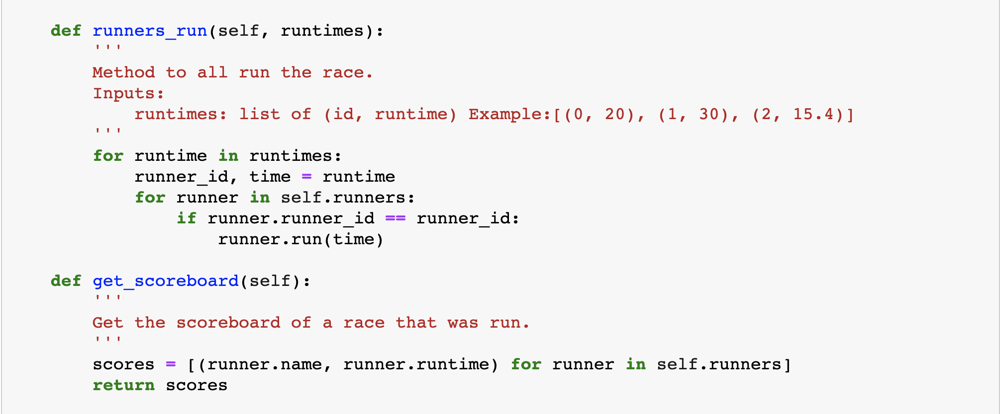 def runners_run(self, runtimes):
'''
Method to all run the race.
Inputs:
runtimes: list of (id, runtime) Example:[(0, 20), (1, 30), (2, 15.4)]
'''
for runtime in runtimes:
runner_id, time = runtime
for runner in self.runners:
if runner.runner_id == runner_id:
runner.run(time)
def get_scoreboard(self):
'''
Get the scoreboard of a race that was run.
'''
scores = [(runner.name, runner.runtime) for runner in self.runners]
return scores